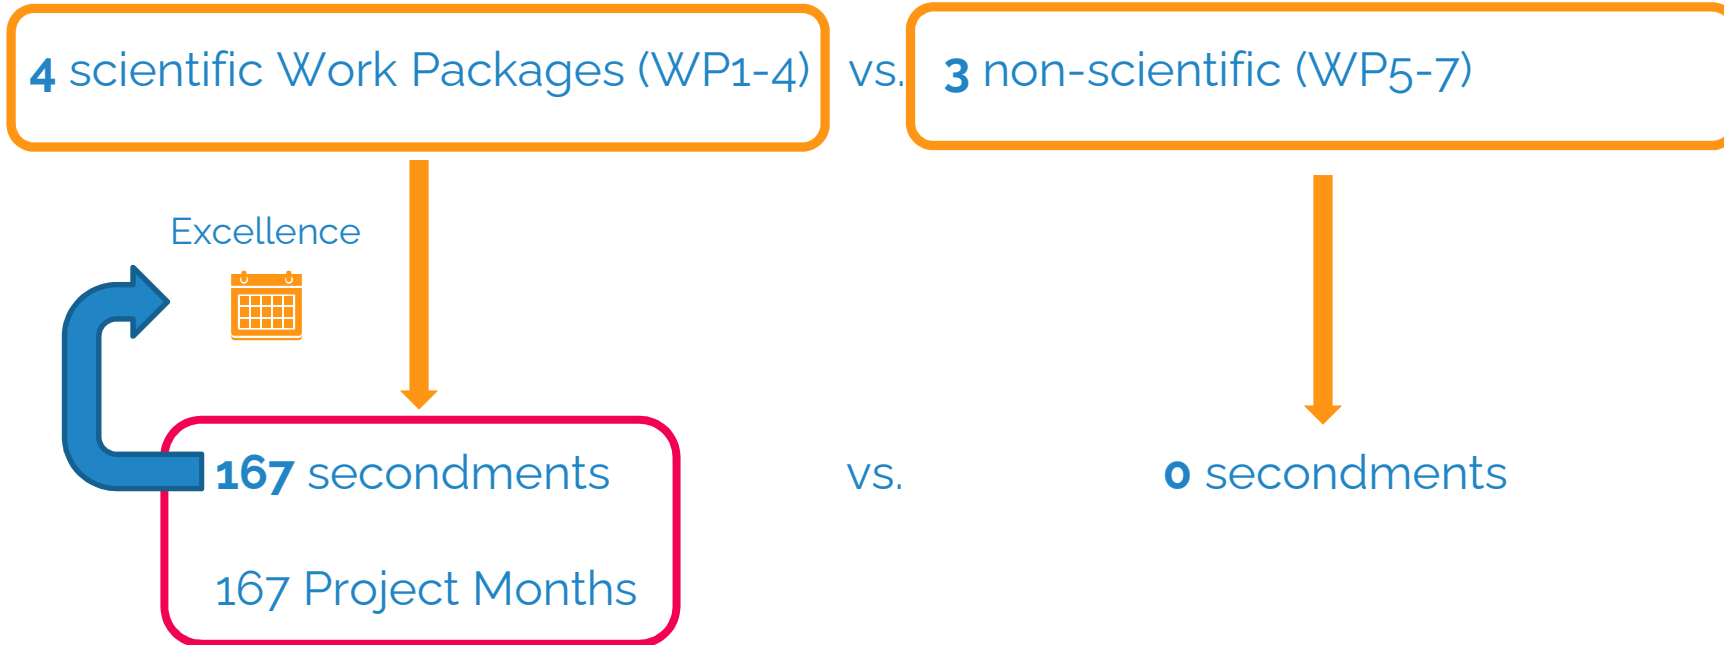 4 scientific Work Packages (WP1-4) vs. 3 non-scientific (WP5-7)
Excellence
167 secondments vs. 0 secondments
167 Project Months